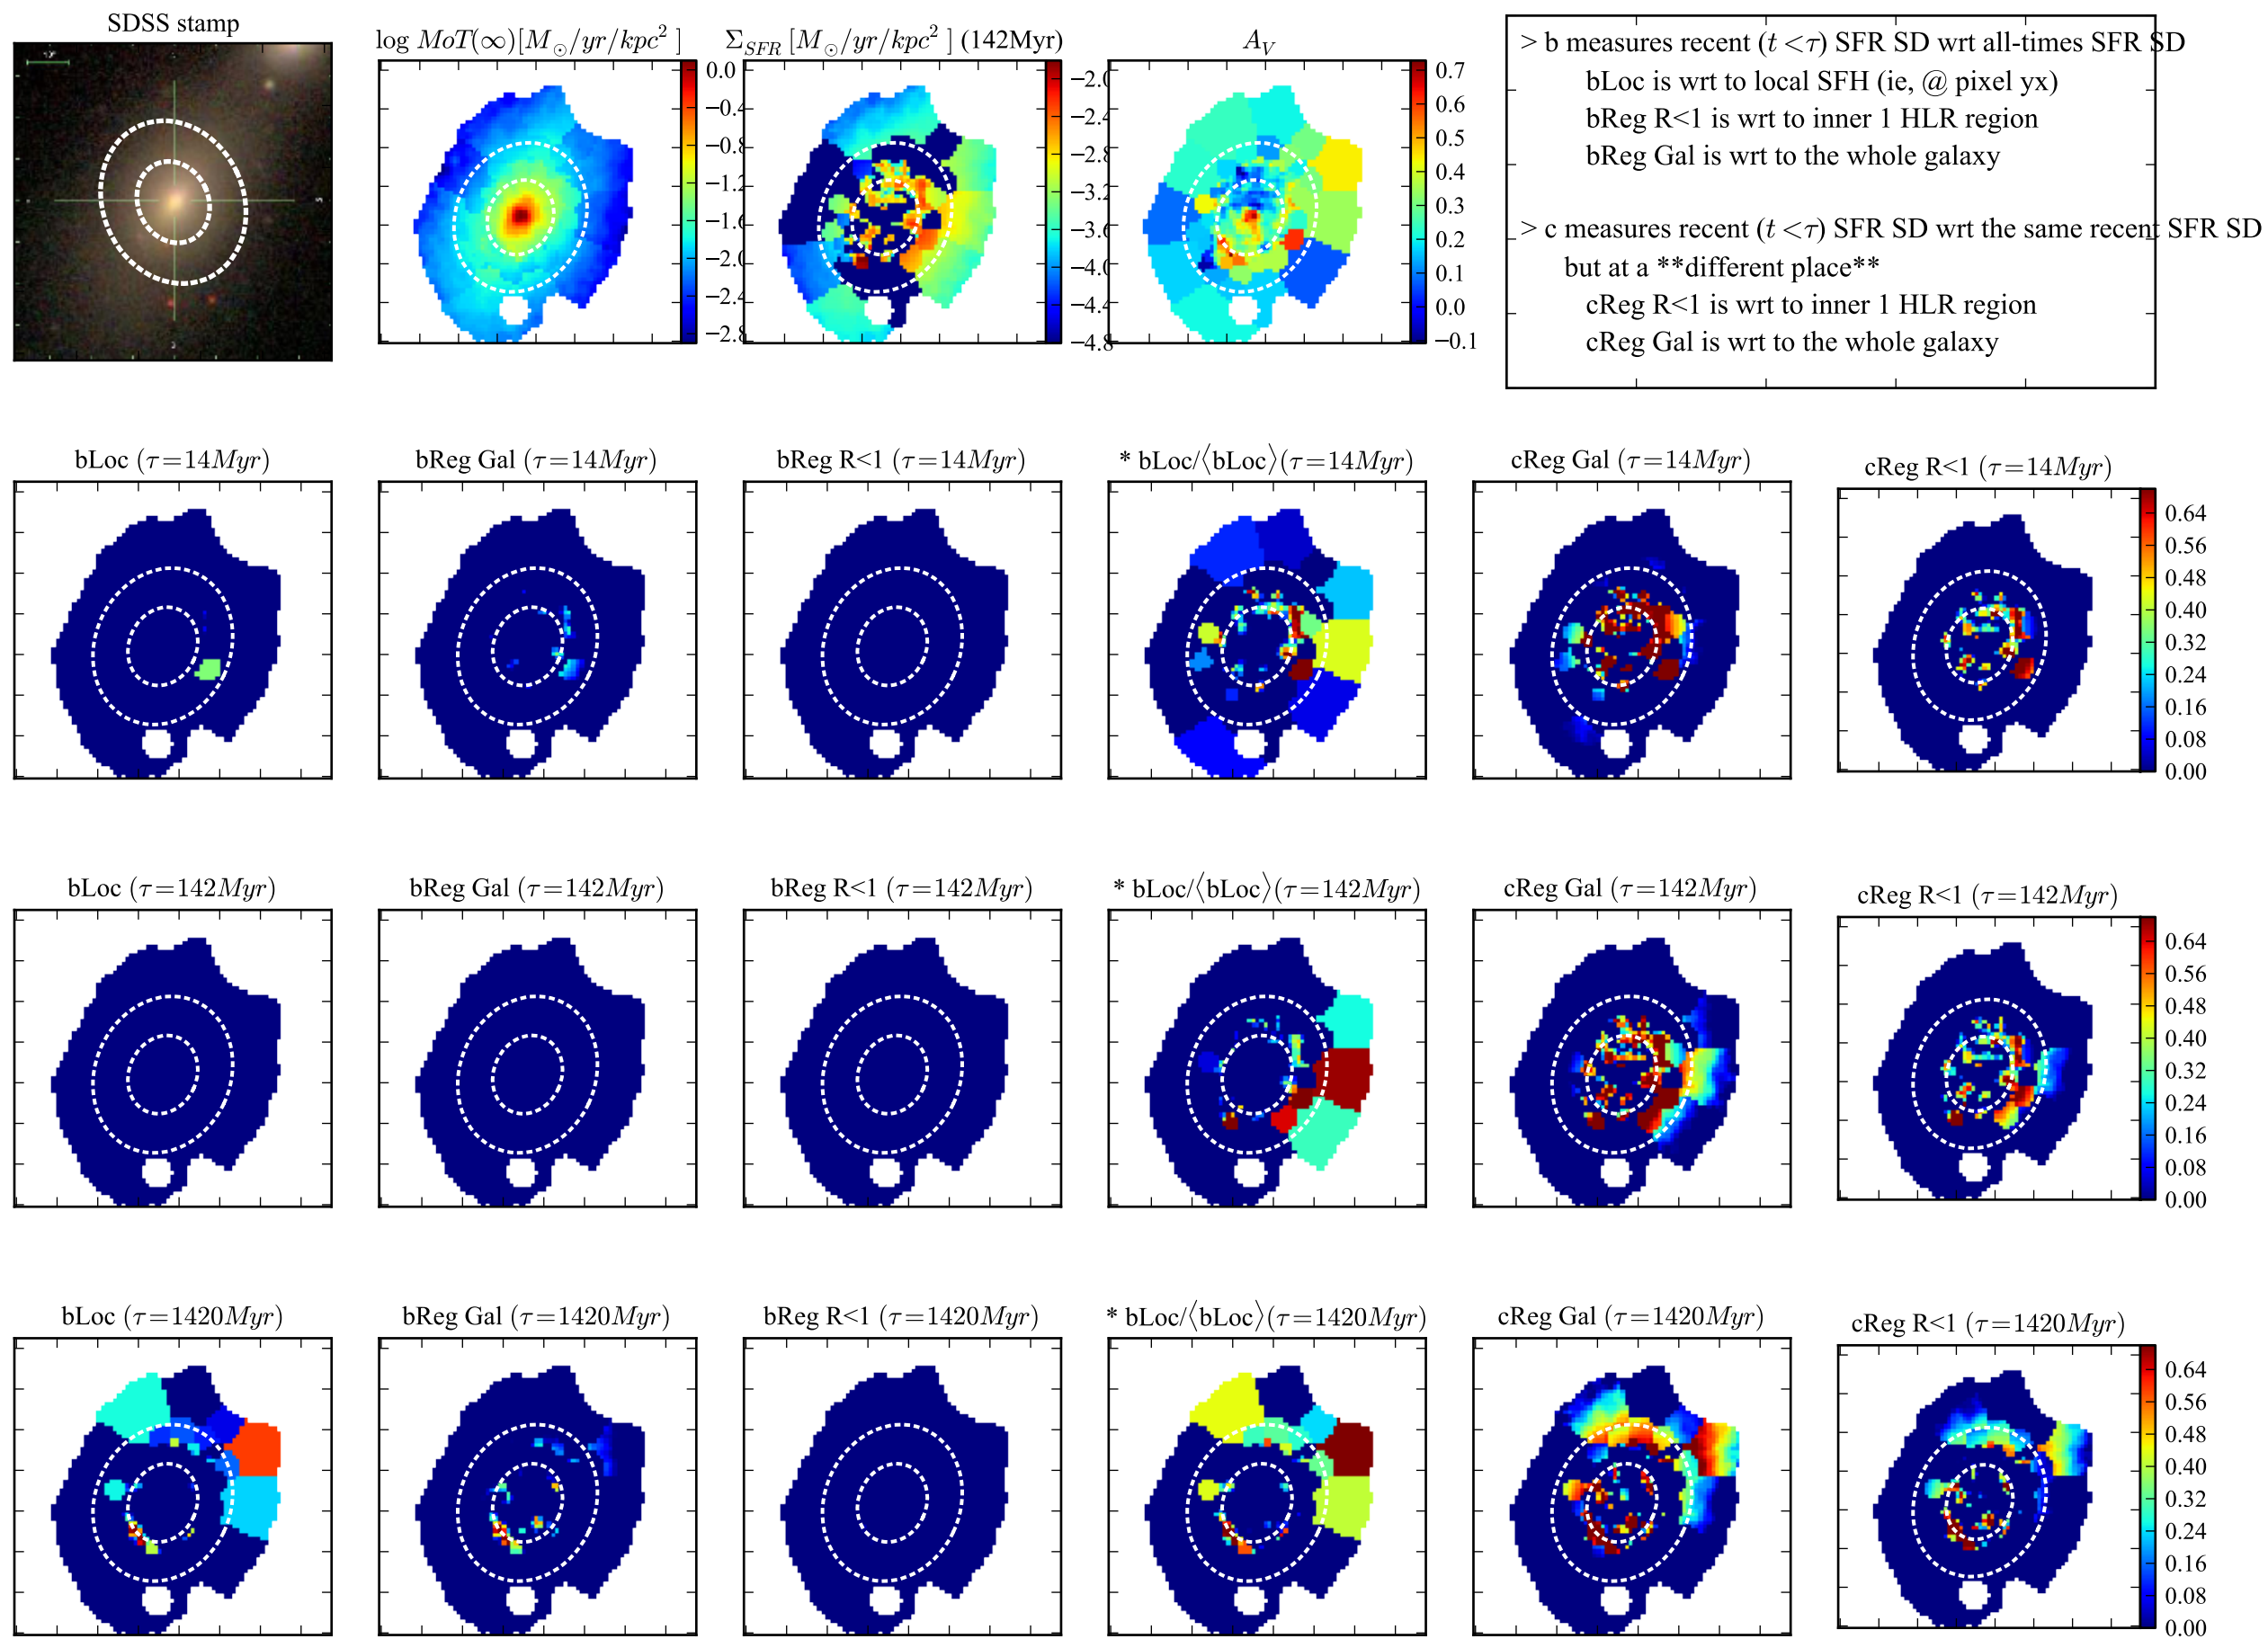 SDSS stamp
log MoT(∞)[M⊙/yr/kpc²]
Σ_SFR [M⊙/yr/kpc²] (142Myr)
A_V
0.0
−0.4
−0.8
−1.2
−1.6
−2.0
−2.4
−2.8
−2.0
−2.4
−2.8
−3.2
−3.6
−4.0
−4.4
−4.8
0.7
0.6
0.5
0.4
0.3
0.2
0.1
0.0
−0.1
> b measures recent (t <τ) SFR SD wrt all-times SFR SD
bLoc is wrt to local SFH (ie, @ pixel yx)
bReg R<1 is wrt to inner 1 HLR region
bReg Gal is wrt to the whole galaxy
> c measures recent (t <τ) SFR SD wrt the same recent SFR SD
but at a **different place**
cReg R<1 is wrt to inner 1 HLR region
cReg Gal is wrt to the whole galaxy
bLoc (τ=14Myr)
bReg Gal (τ=14Myr)
bReg R<1 (τ=14Myr)
* bLoc/⟨bLoc⟩(τ=14Myr)
cReg Gal (τ=14Myr)
cReg R<1 (τ=14Myr)
0.64
0.56
0.48
0.40
0.32
0.24
0.16
0.08
0.00
bLoc (τ=142Myr)
bReg Gal (τ=142Myr)
bReg R<1 (τ=142Myr)
* bLoc/⟨bLoc⟩(τ=142Myr)
cReg Gal (τ=142Myr)
cReg R<1 (τ=142Myr)
0.64
0.56
0.48
0.40
0.32
0.24
0.16
0.08
0.00
bLoc (τ=1420Myr)
bReg Gal (τ=1420Myr)
bReg R<1 (τ=1420Myr)
* bLoc/⟨bLoc⟩(τ=1420Myr)
cReg Gal (τ=1420Myr)
cReg R<1 (τ=1420Myr)
0.64
0.56
0.48
0.40
0.32
0.24
0.16
0.08
0.00